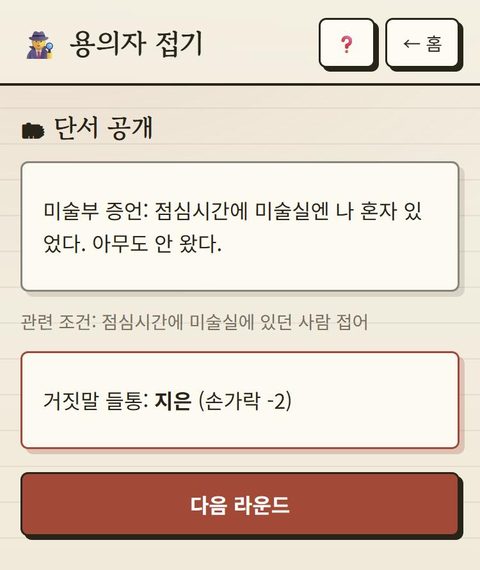 용의자 접기
?
← 홈
단서 공개
미술부 증언: 점심시간에 미술실엔 나 혼자 있
었다. 아무도 안 왔다.
관련 조건: 점심시간에 미술실에 있던 사람 접어
거짓말 들통: 지은 (손가락 -2)
다음 라운드